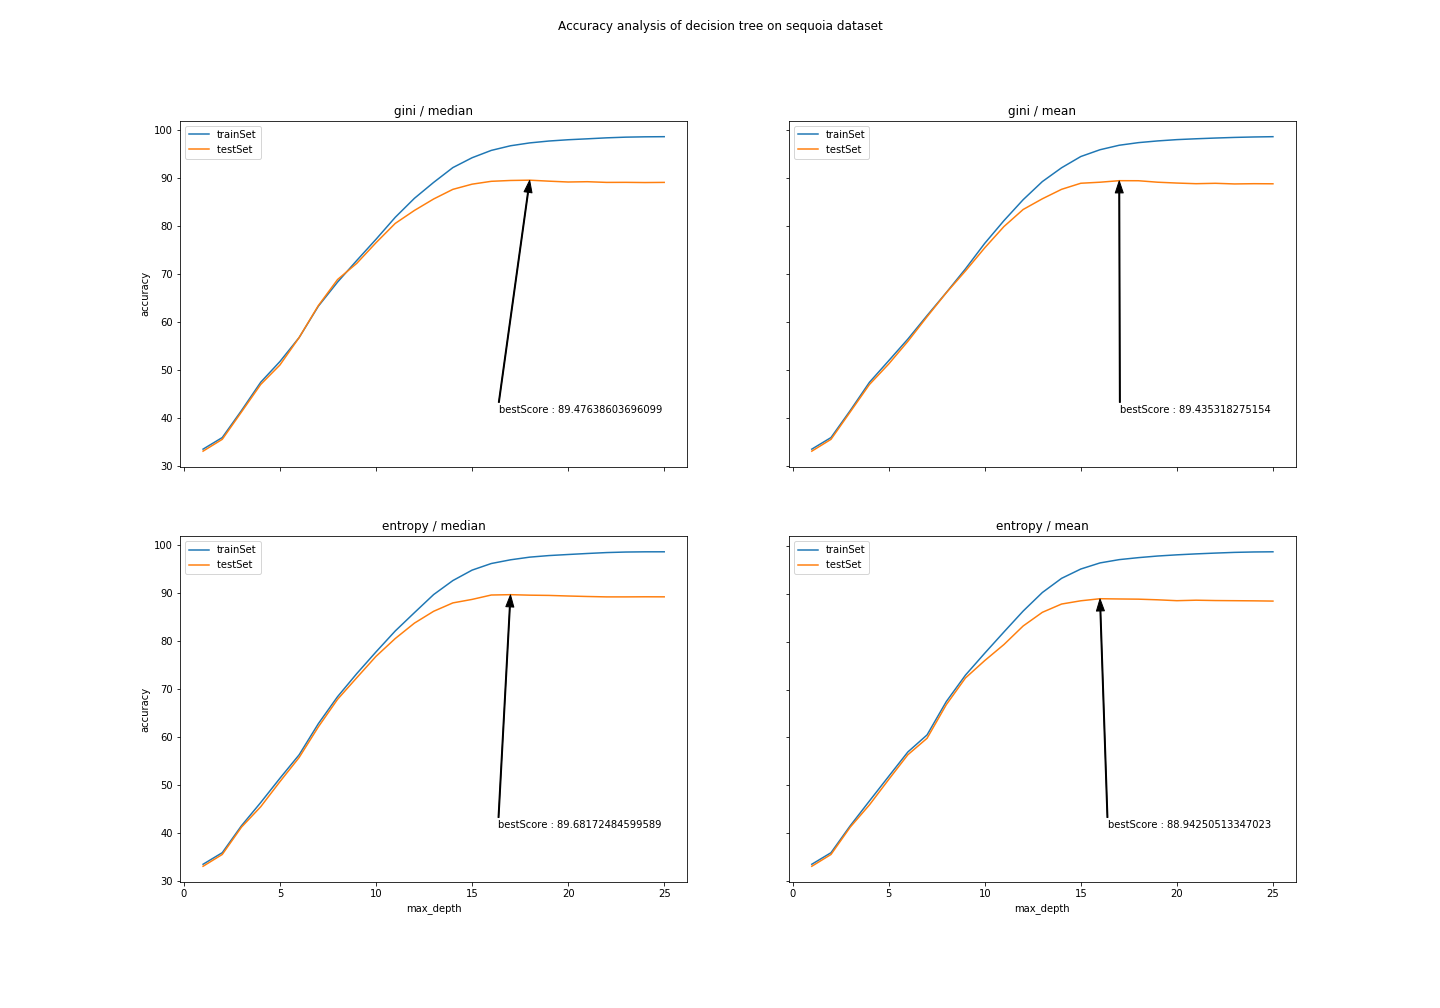 Accuracy analysis of decision tree on sequoia dataset
gini / median
100
90
80
70
60
50
40
30
accuracy
trainSet
testSet
bestScore : 89.47638603696099
gini / mean
trainSet
testSet
bestScore : 89.435318275154
entropy / median
100
90
80
70
60
50
40
30
accuracy
trainSet
testSet
bestScore : 89.68172484599589
0 5 10 15 20 25
max_depth
entropy / mean
trainSet
testSet
bestScore : 88.94250513347023
0 5 10 15 20 25
max_depth